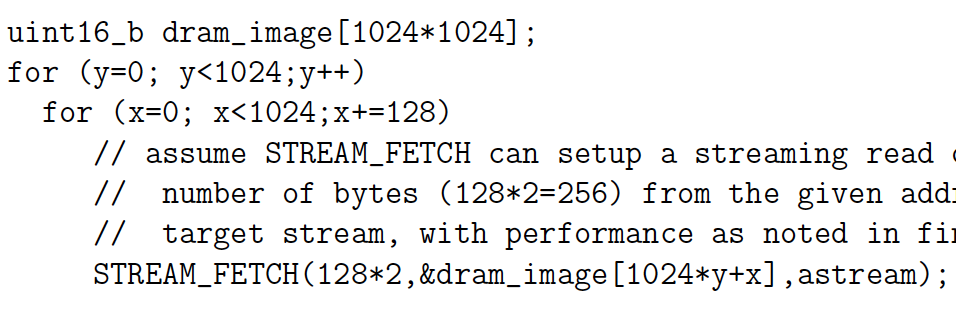 uint16_b dram_image[1024*1024];
for (y=0; y<1024;y++)
for (x=0; x<1024;x+=128)
// assume STREAM_FETCH can setup a streaming read
// number of bytes (128*2=256) from the given
// target stream, with performance as noted in
STREAM_FETCH(128*2,&dram_image[1024*y+x],astream);